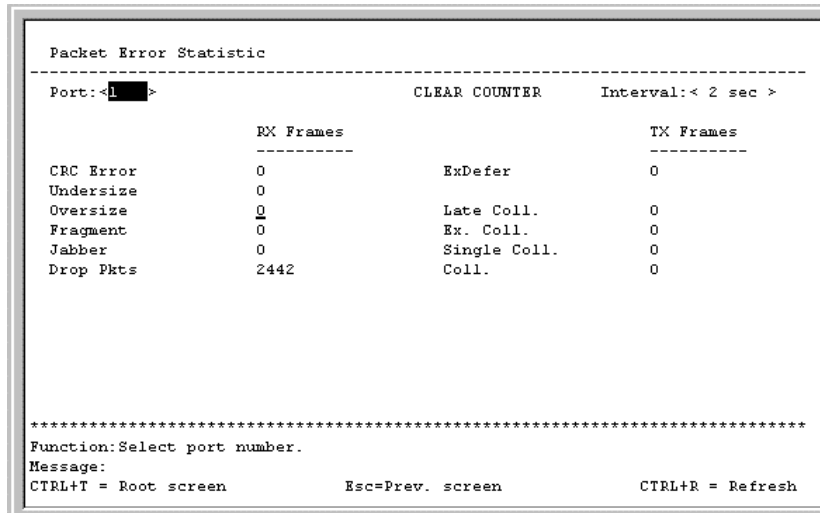 Packet Error Statistic
--------------------------------------------------------------------------------
Port:<1   > CLEAR COUNTER Interval:< 2 sec >
RX Frames TX Frames
---------- ----------
CRC Error 0 ExDefer 0
Undersize 0
Oversize 0 Late Coll. 0
Fragment 0 Ex. Coll. 0
Jabber 0 Single Coll. 0
Drop Pkts 2442 Coll. 0
********************************************************************************
Function:Select port number.
Message:
CTRL+T = Root screen Esc=Prev. screen CTRL+R = Refresh